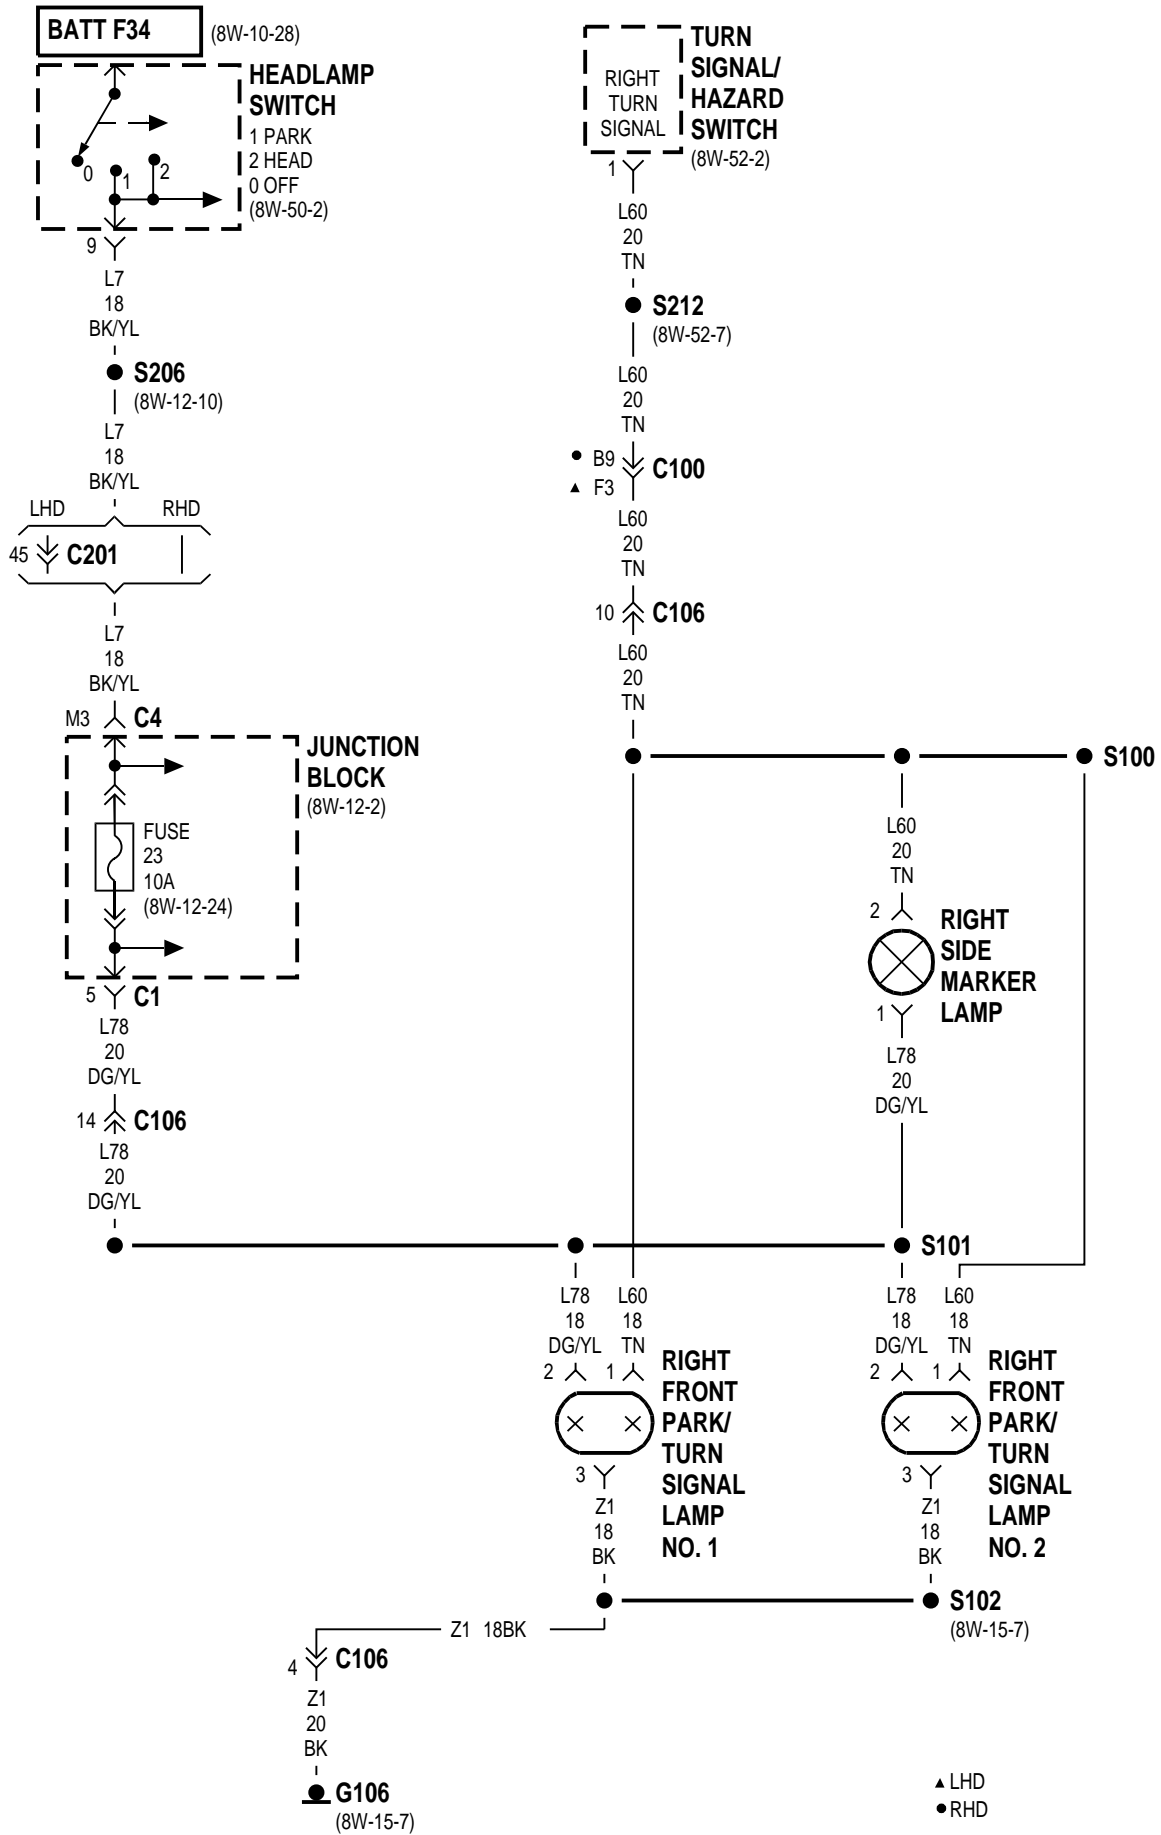 BATT F34
(8W-10-28)
HEADLAMP
SWITCH
1 PARK
2 HEAD
0 OFF
(8W-50-2)
0
1
2
9
L7
18
BK/YL
S206
(8W-12-10)
L7
18
BK/YL
LHD
RHD
45
C201
L7
18
BK/YL
M3
C4
JUNCTION
BLOCK
(8W-12-2)
FUSE
23
10A
(8W-12-24)
5
C1
L78
20
DG/YL
14
C106
L78
20
DG/YL
RIGHT
TURN
SIGNAL
TURN
SIGNAL/
HAZARD
SWITCH
(8W-52-2)
1
L60
20
TN
S212
(8W-52-7)
L60
20
TN
B9
F3
C100
L60
20
TN
10
C106
L60
20
TN
S100
L60
20
TN
2
RIGHT
SIDE
MARKER
LAMP
1
L78
20
DG/YL
S101
L78
18
DG/YL
2
L60
18
TN
1
RIGHT
FRONT
PARK/
TURN
SIGNAL
LAMP
NO. 1
3
Z1
18
BK
L78
18
DG/YL
2
L60
18
TN
1
RIGHT
FRONT
PARK/
TURN
SIGNAL
LAMP
NO. 2
3
Z1
18
BK
S102
(8W-15-7)
Z1 18BK
4
C106
Z1
20
BK
G106
(8W-15-7)
▲ LHD
● RHD